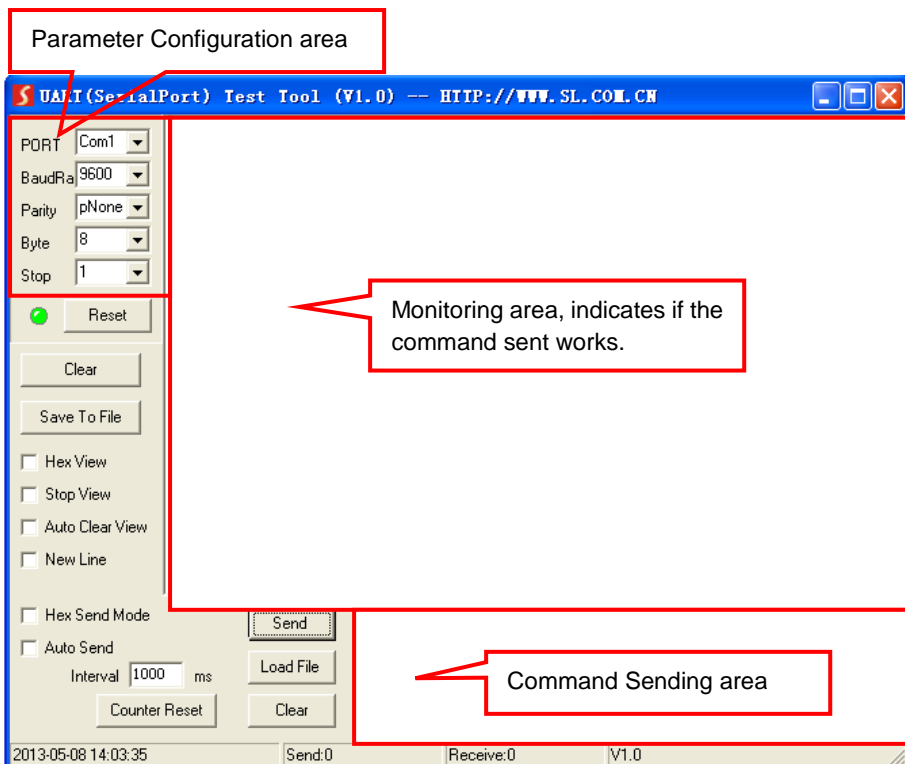 Parameter Configuration area
UART(SerialPort) Test Tool (V1.0) -- HTTP://WWW.SL.COM.CN
PORT Com1
BaudRa 9600
Parity pNone
Byte 8
Stop 1
Reset
Monitoring area, indicates if the
command sent works.
Clear
Save To File
Hex View
Stop View
Auto Clear View
New Line
Hex Send Mode
Send
Auto Send
Interval 1000 ms
Load File
Command Sending area
Counter Reset
Clear
2013-05-08 14:03:35 Send:0 Receive:0 V1.0